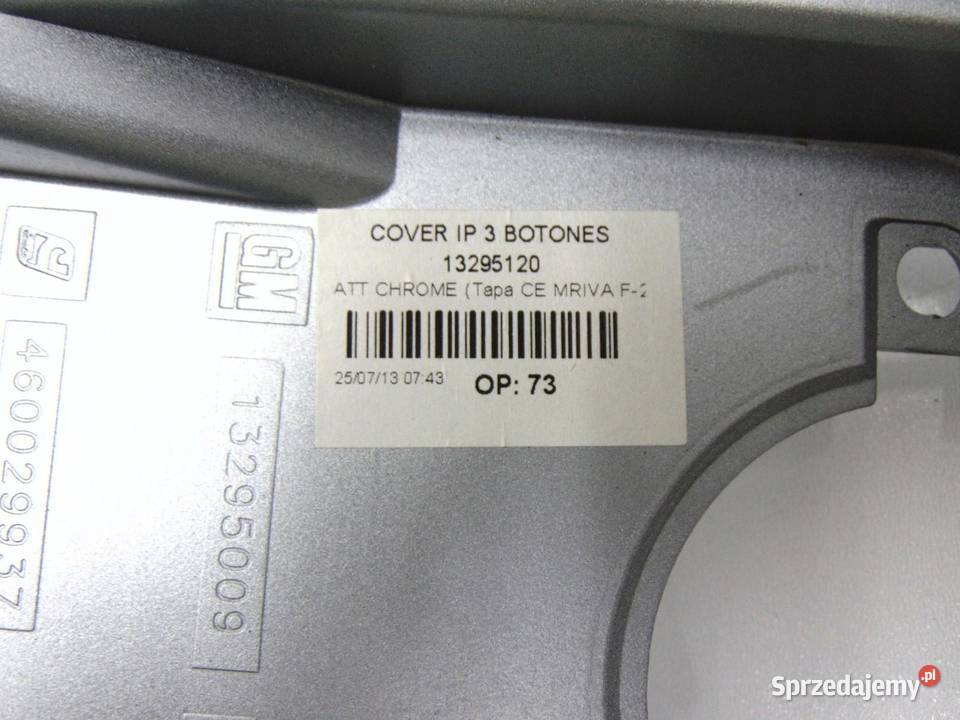 COVER IP 3 BOTONES
13295120
ATT CHROME (Tapa CE MRIVA F-2
25/07/13 07:43
OP: 73
GM
13295009
460029937
Sprzedajemy.pl